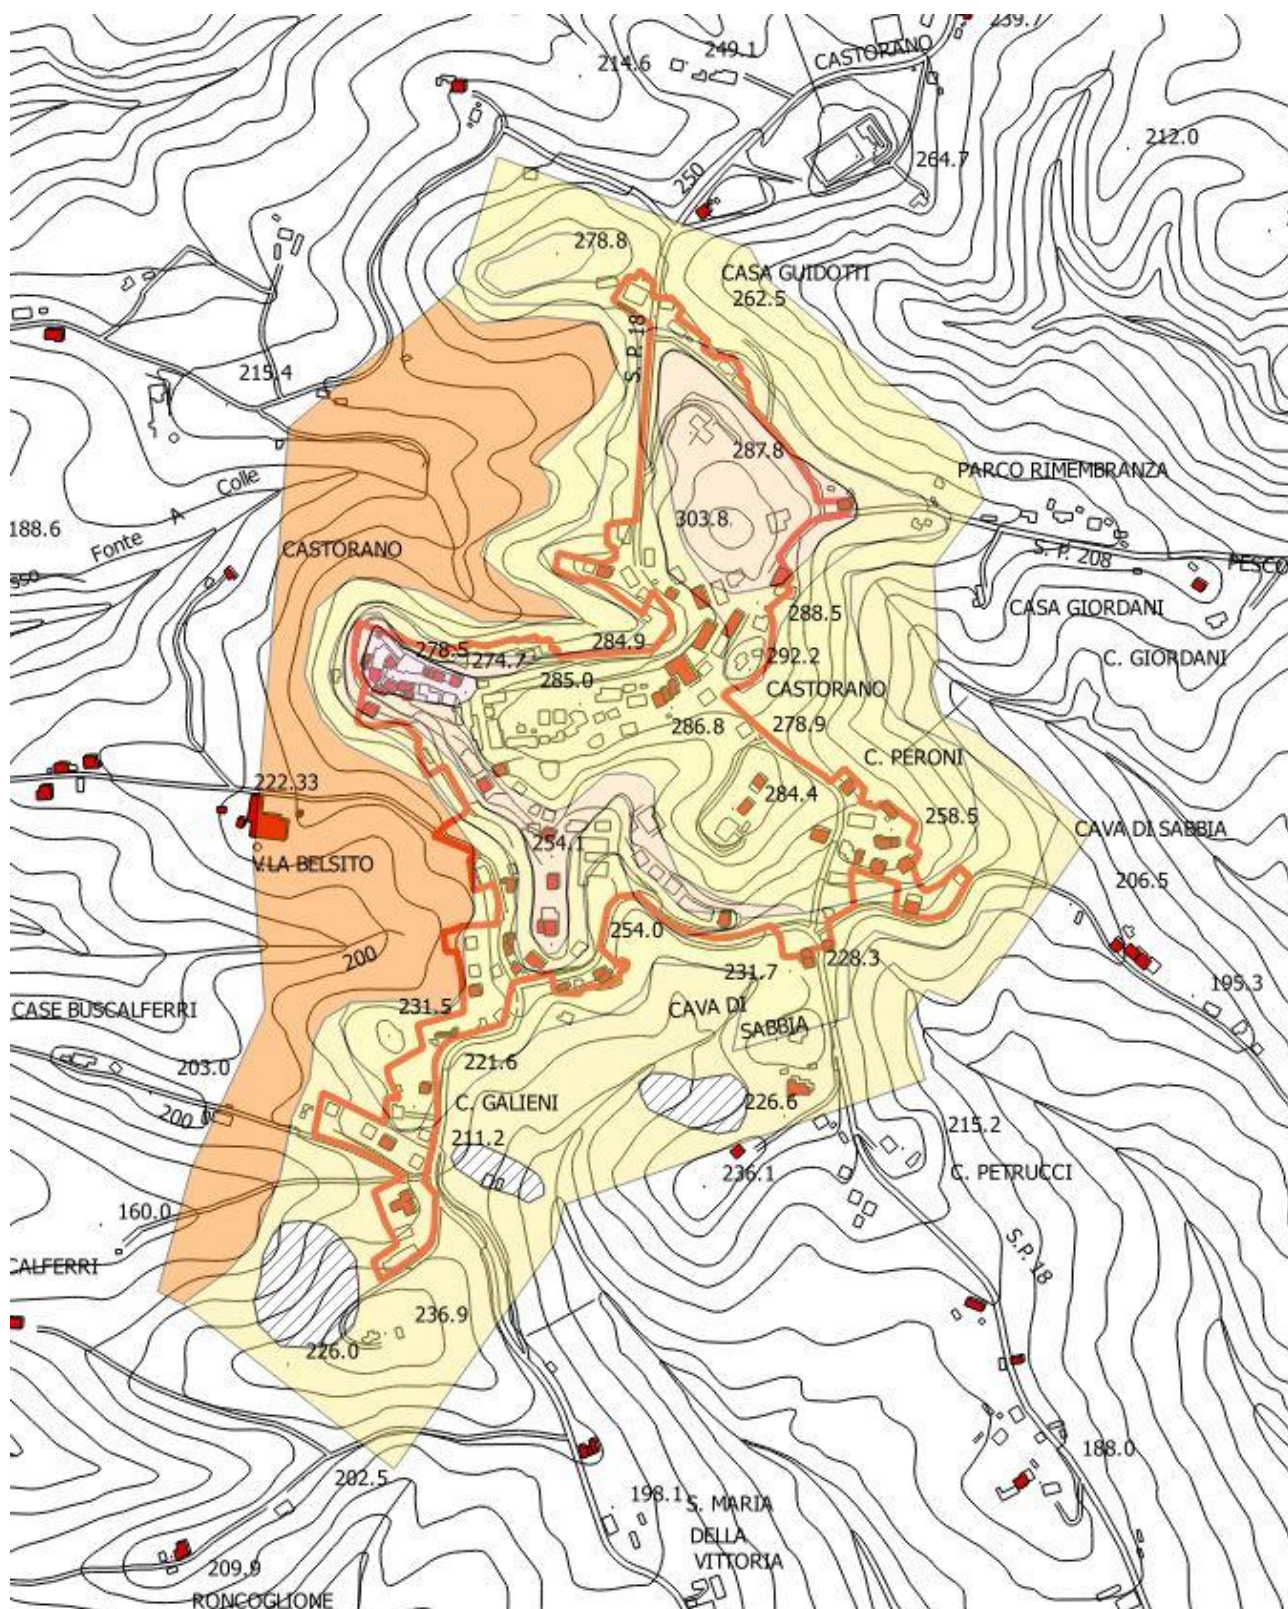 239.7
249.1
CASTORANO
214.6
212.0
264.7
250
278.8
CASA GUIDOTTI
262.5
S. P. 18
215.4
287.8
PARCO RIMEMBRANZA
Fonte A Colle
188.6
303.8
CASTORANO
S. P. 208
PESCO
CASA GIORDANI
288.5
284.9
278.5
274.7
292.2
C. GIORDANI
285.0
CASTORANO
286.8
278.9
C. PERONI
222.33
284.4
258.5
CAVA DI SABBIA
254.1
V.LA BELSITO
206.5
254.0
200
228.3
231.7
195.3
CASE BUSCALFERRI
231.5
CAVA DI
SABBIA
203.0
221.6
C. GALIENI
226.6
200.0
215.2
211.2
236.1
C. PETRUCCI
160.0
S.P. 18
CALFERRI
236.9
226.0
188.0
202.5
198.1
S. MARIA
DELLA
VITTORIA
209.9
RONCOGLIONE